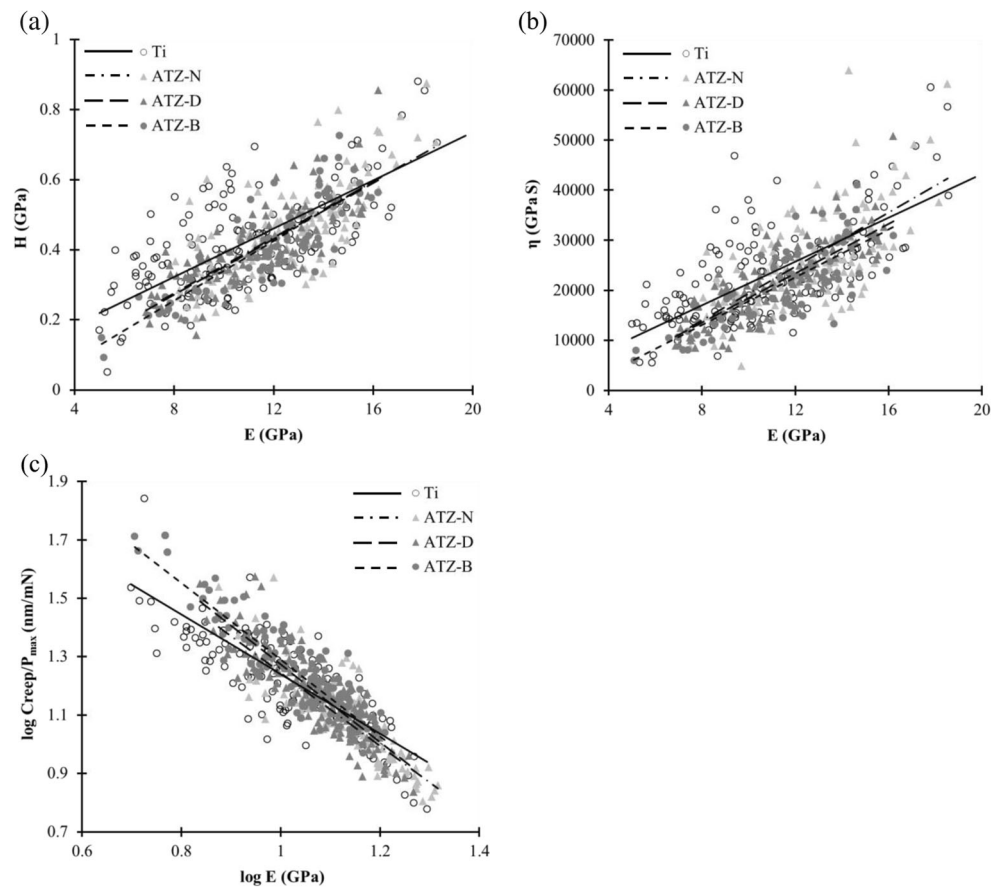 (a)
1
0.8
0.6
0.4
0.2
0
H (GPa)
4 8 12 16 20
E (GPa)
Ti
ATZ-N
ATZ-D
ATZ-B
(b)
70000
60000
50000
40000
30000
20000
10000
0
η (GPaS)
4 8 12 16 20
E (GPa)
Ti
ATZ-N
ATZ-D
ATZ-B
(c)
1.9
1.7
1.5
1.3
1.1
0.9
0.7
log Creep/Pmax (nm/mN)
0.6 0.8 1 1.2 1.4
log E (GPa)
Ti
ATZ-N
ATZ-D
ATZ-B